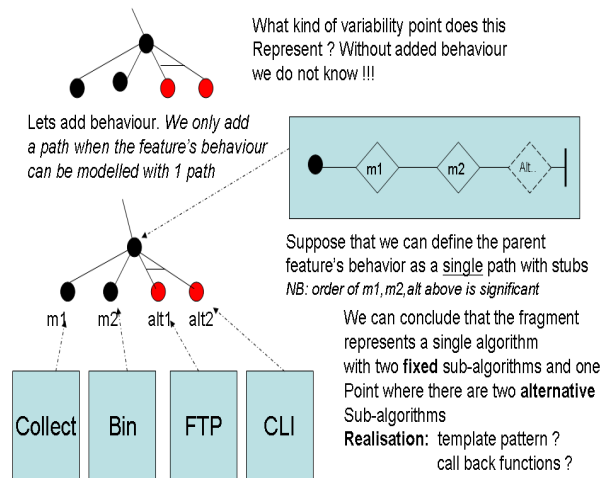 What kind of variability point does this
Represent ? Without added behaviour
we do not know !!!
Lets add behaviour. We only add
a path when the feature's behaviour
can be modelled with 1 path
m1
m2
Alt..
Suppose that we can define the parent
feature's behavior as a single path with stubs
NB: order of m1,m2,alt above is significant
m1
m2
alt1
alt2
We can conclude that the fragment
represents a single algorithm
with two fixed sub-algorithms and one
Point where there are two alternative
Sub-algorithms
Realisation: template pattern ?
call back functions ?
Collect
Bin
FTP
CLI